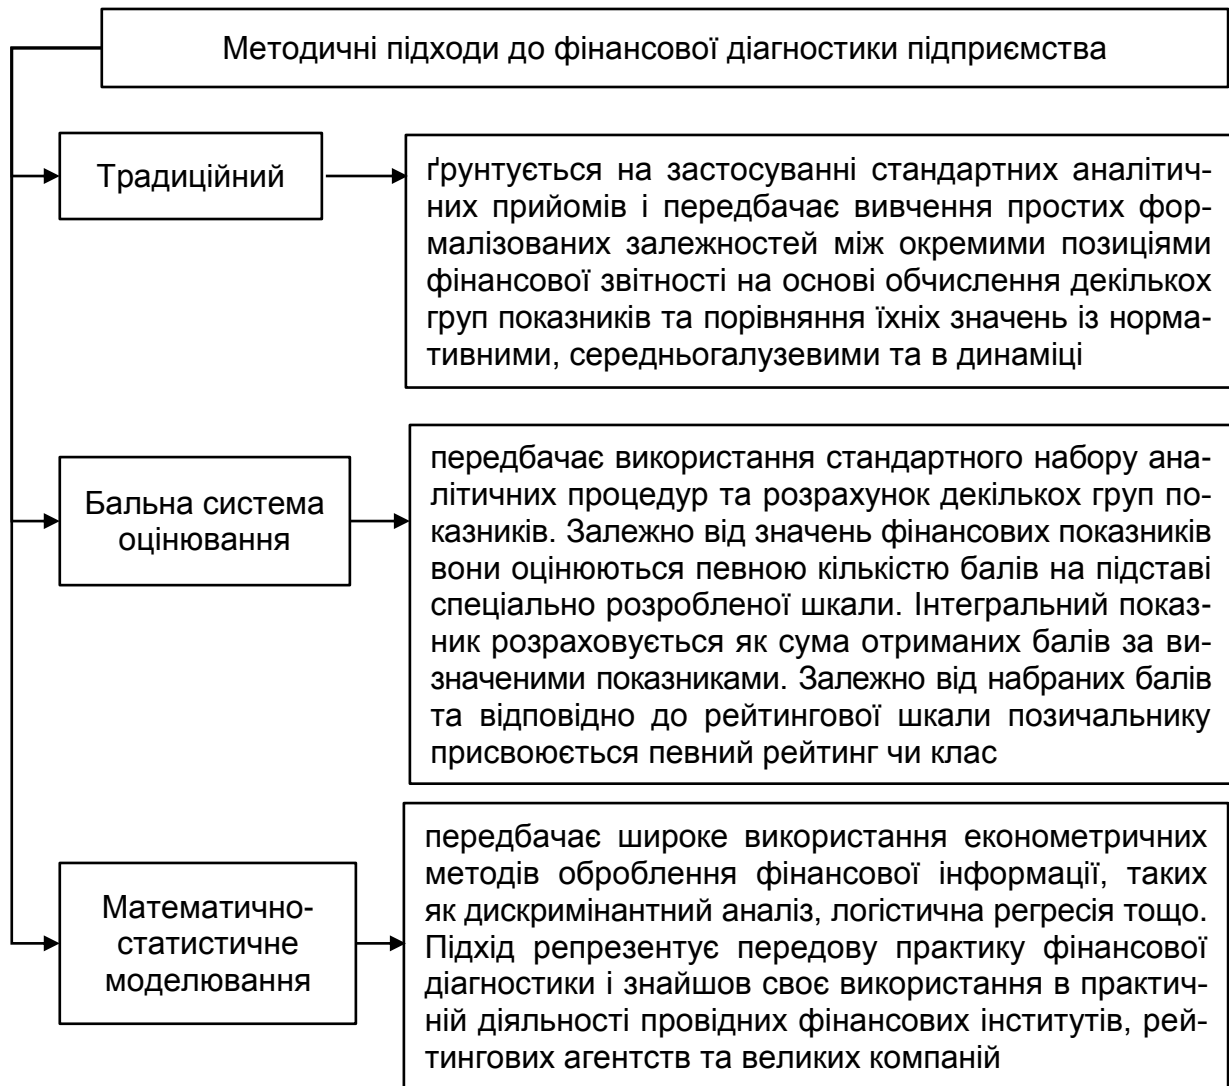 Методичні підходи до фінансової діагностики підприємства
Традиційний
ґрунтується на застосуванні стандартних аналітич-
них прийомів і передбачає вивчення простих фор-
малізованих залежностей між окремими позиціями
фінансової звітності на основі обчислення декількох
груп показників та порівняння їхніх значень із норма-
тивними, середньогалузевими та в динаміці
Бальна система
оцінювання
передбачає використання стандартного набору ана-
літичних процедур та розрахунок декількох груп по-
казників. Залежно від значень фінансових показників
вони оцінюються певною кількістю балів на підставі
спеціально розробленої шкали. Інтегральний показ-
ник розраховується як сума отриманих балів за ви-
значеними показниками. Залежно від набраних балів
та відповідно до рейтингової шкали позичальнику
присвоюється певний рейтинг чи клас
Математично-
статистичне
моделювання
передбачає широке використання економетричних
методів оброблення фінансової інформації, таких
як дискримінантний аналіз, логістична регресія тощо.
Підхід репрезентує передову практику фінансової
діагностики і знайшов своє використання в практич-
ній діяльності провідних фінансових інститутів, рей-
тингових агентств та великих компаній